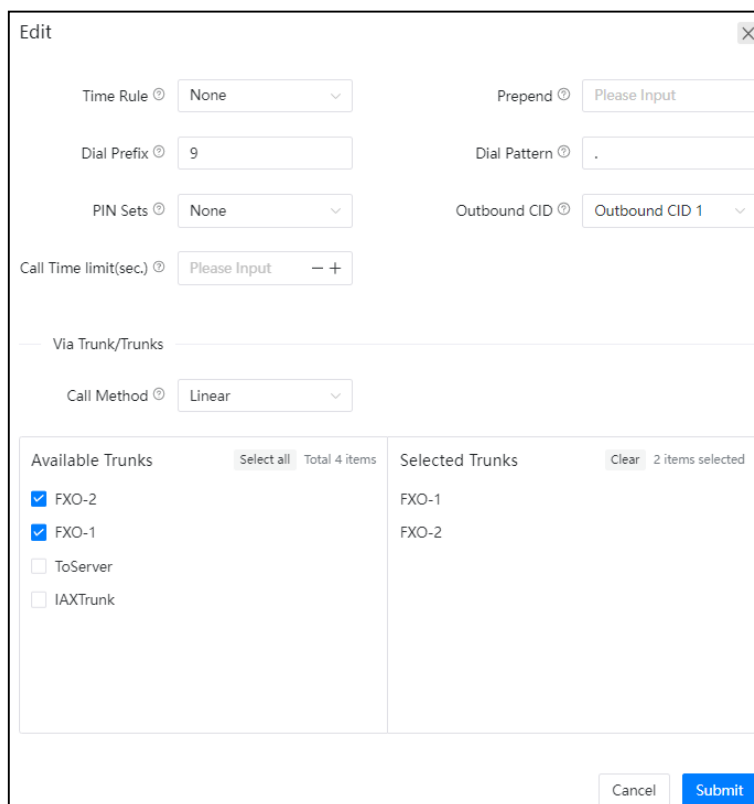 Edit
Time Rule None Prepend Please Input
Dial Prefix 9 Dial Pattern .
PIN Sets None Outbound CID Outbound CID 1
Call Time limit(sec.) Please Input
Via Trunk/Trunks
Call Method Linear
Available Trunks Select all Total 4 items Selected Trunks Clear 2 items selected
FXO-2 FXO-1
FXO-1 FXO-2
ToServer
IAXTrunk
Cancel Submit